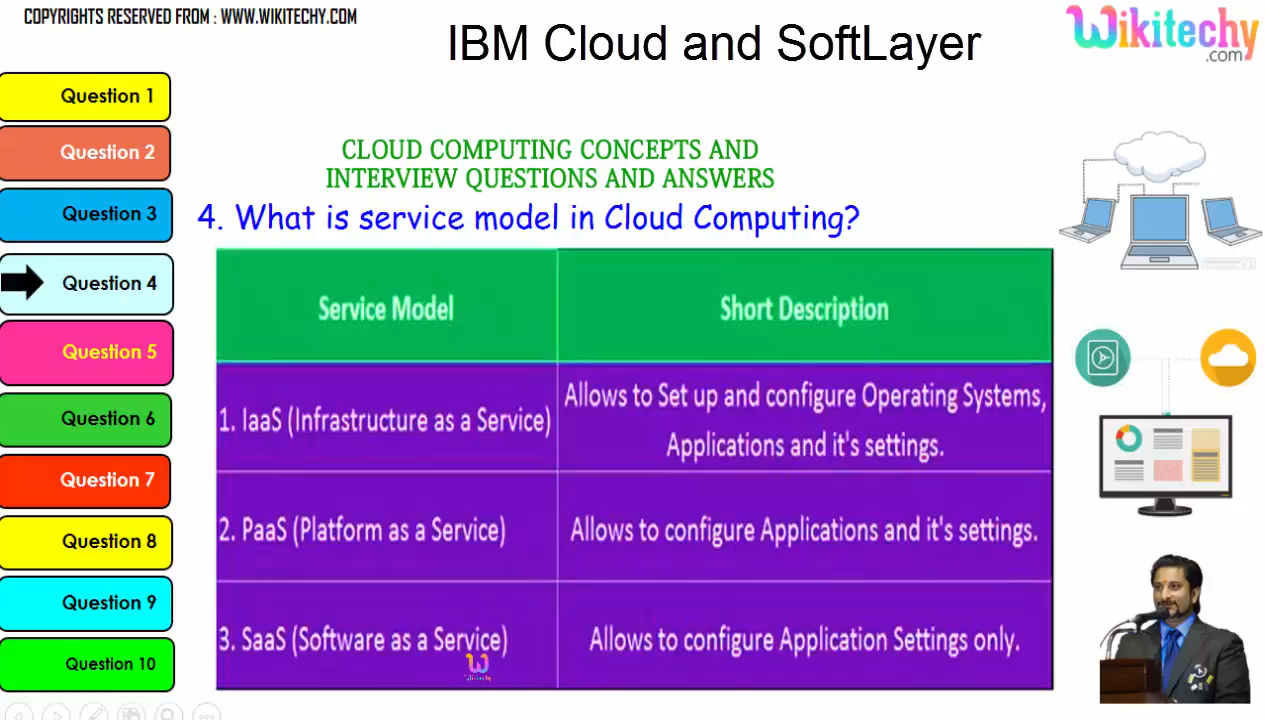 COPYRIGHTS RESERVED FROM : WWW.WIKITECHY.COM
IBM Cloud and SoftLayer
Wikitechy
.com
Question 1
Question 2
Question 3
Question 4
Question 5
Question 6
Question 7
Question 8
Question 9
Question 10
CLOUD COMPUTING CONCEPTS AND
INTERVIEW QUESTIONS AND ANSWERS
4. What is service model in Cloud Computing?
Service Model
Short Description
1. IaaS (Infrastructure as a Service)
Allows to Set up and configure Operating Systems,
Applications and it's settings.
2. PaaS (Platform as a Service)
Allows to configure Applications and it's settings.
3. SaaS (Software as a Service)
Allows to configure Application Settings only.
Wikitechy